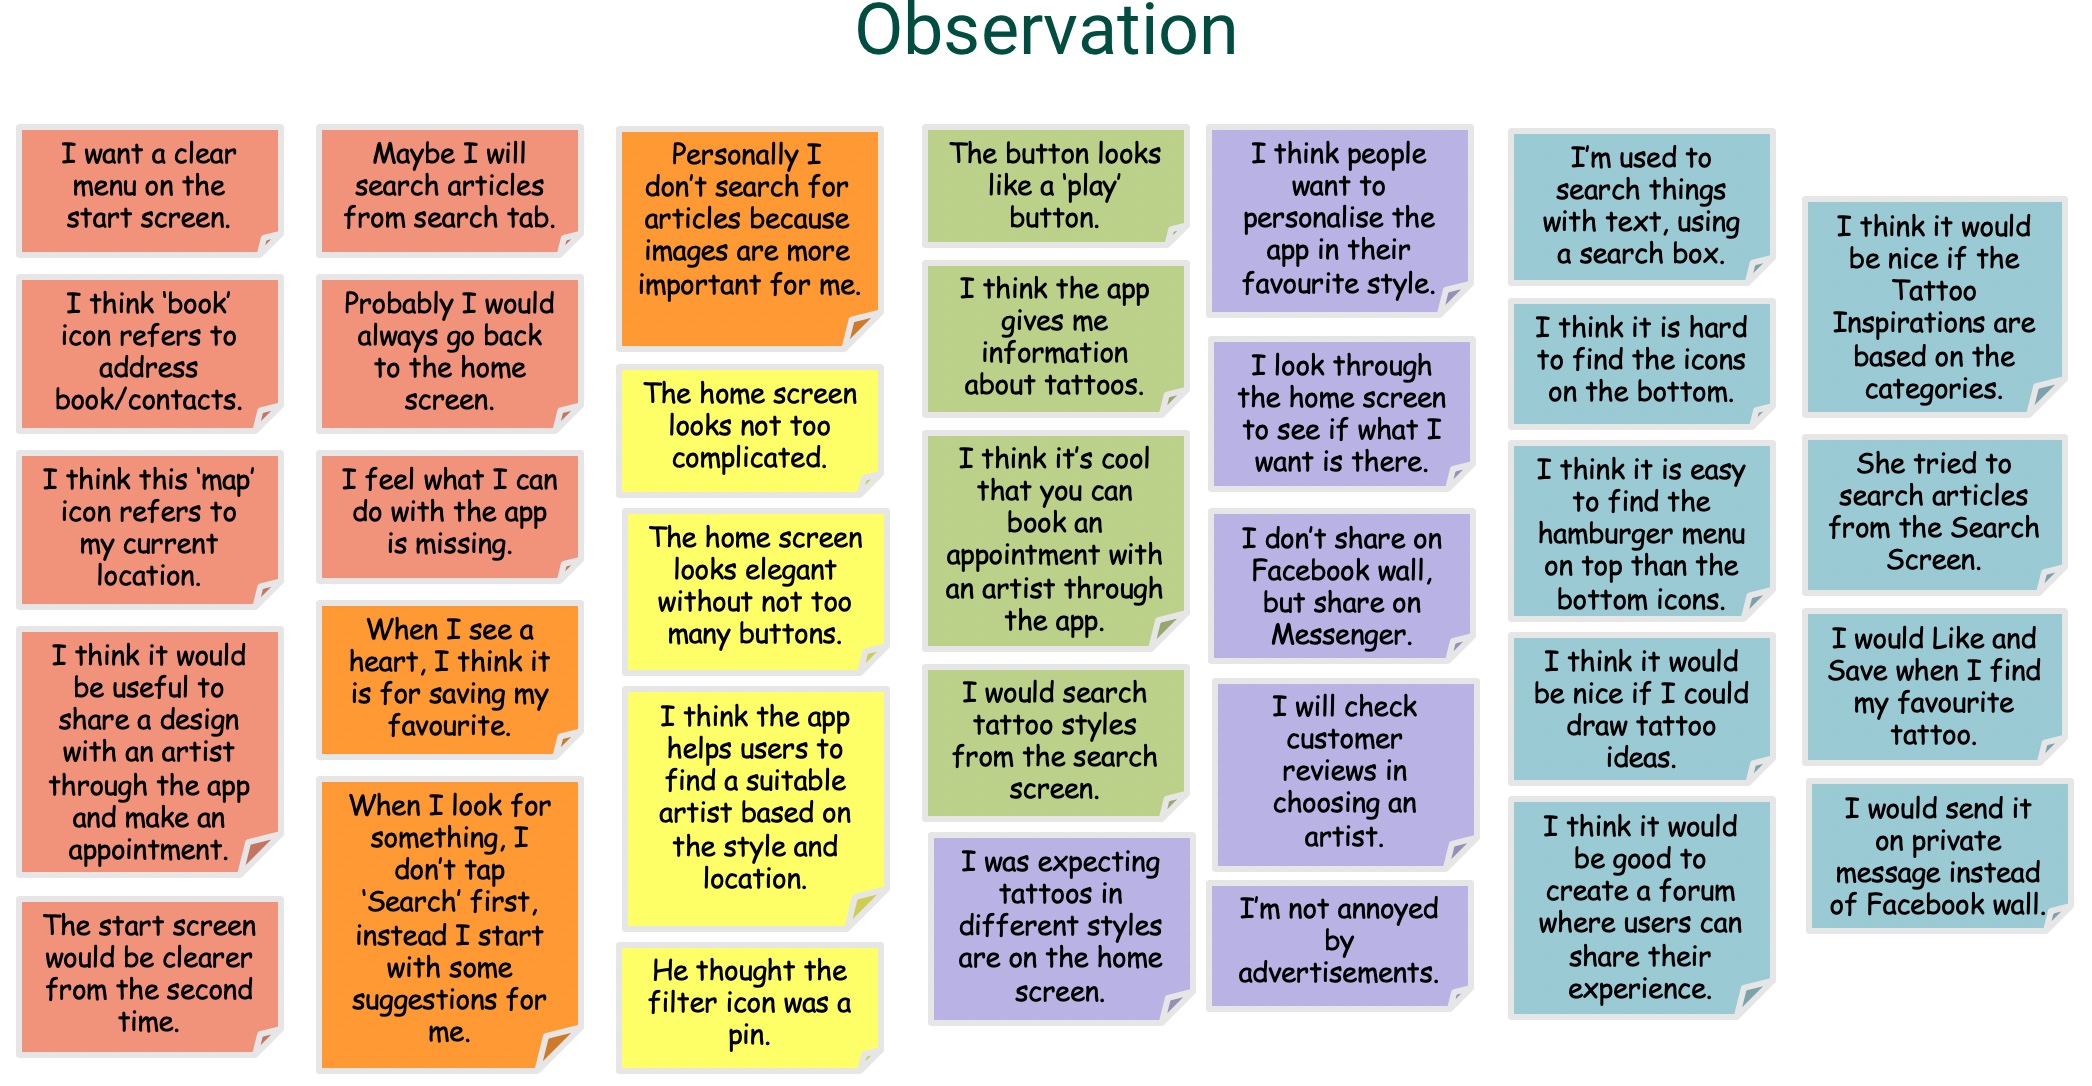 Observation
I want a clear
menu on the
start screen.
I think ‘book’
icon refers to
address
book/contacts.
I think this ‘map’
icon refers to
my current
location.
I think it would
be useful to
share a design
with an artist
through the app
and make an
appointment.
The start screen
would be clearer
from the second
time.
Maybe I will
search articles
from search tab.
Probably I would
always go back
to the home
screen.
I feel what I can
do with the app
is missing.
When I see a
heart, I think it
is for saving my
favourite.
When I look for
something, I
don’t tap
‘Search’ first,
instead I start
with some
suggestions for
me.
Personally I
don’t search for
articles because
images are more
important for me.
The home screen
looks not too
complicated.
The home screen
looks elegant
without not too
many buttons.
I think the app
helps users to
find a suitable
artist based on
the style and
location.
He thought the
filter icon was a
pin.
The button looks
like a ‘play’
button.
I think the app
gives me
information
about tattoos.
I think it’s cool
that you can
book an
appointment with
an artist through
the app.
I would search
tattoo styles
from the search
screen.
I was expecting
tattoos in
different styles
are on the home
screen.
I think people
want to
personalise the
app in their
favourite style.
I look through
the home screen
to see if what I
want is there.
I don’t share on
Facebook wall,
but share on
Messenger.
I will check
customer
reviews in
choosing an
artist.
I’m not annoyed
by
advertisements.
I’m used to
search things
with text, using
a search box.
I think it is hard
to find the icons
on the bottom.
I think it is easy
to find the
hamburger menu
on top than the
bottom icons.
I think it would
be nice if I could
draw tattoo
ideas.
I think it would
be good to
create a forum
where users can
share their
experience.
I think it would
be nice if the
Tattoo
Inspirations are
based on the
categories.
She tried to
search articles
from the Search
Screen.
I would Like and
Save when I find
my favourite
tattoo.
I would send it
on private
message instead
of Facebook wall.